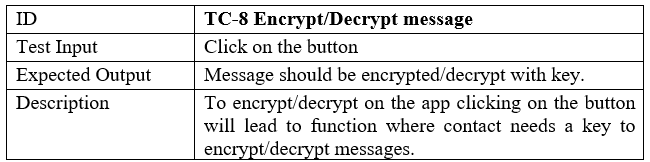 ID TC-8 Encrypt/Decrypt message
Test Input Click on the button
Expected Output Message should be encrypted/decrypt with key.
Description To encrypt/decrypt on the app clicking on the button
will lead to function where contact needs a key to
encrypt/decrypt messages.